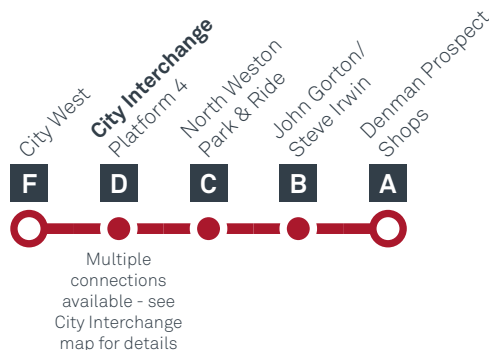 City West
City Interchange
Platform 4
North Weston
Park & Ride
John Gorton/
Steve Irwin
Denman Prospect
Shops
F
D
C
B
A
Multiple
connections
available - see
City Interchange
map for details